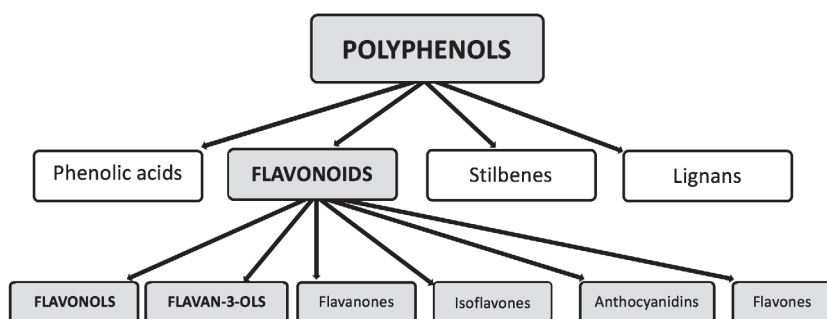 POLYPHENOLS
Phenolic acids
FLAVONOIDS
Stilbenes
Lignans
FLAVONOLS
FLAVAN-3-OLS
Flavanones
Isoflavones
Anthocyanidins
Flavones